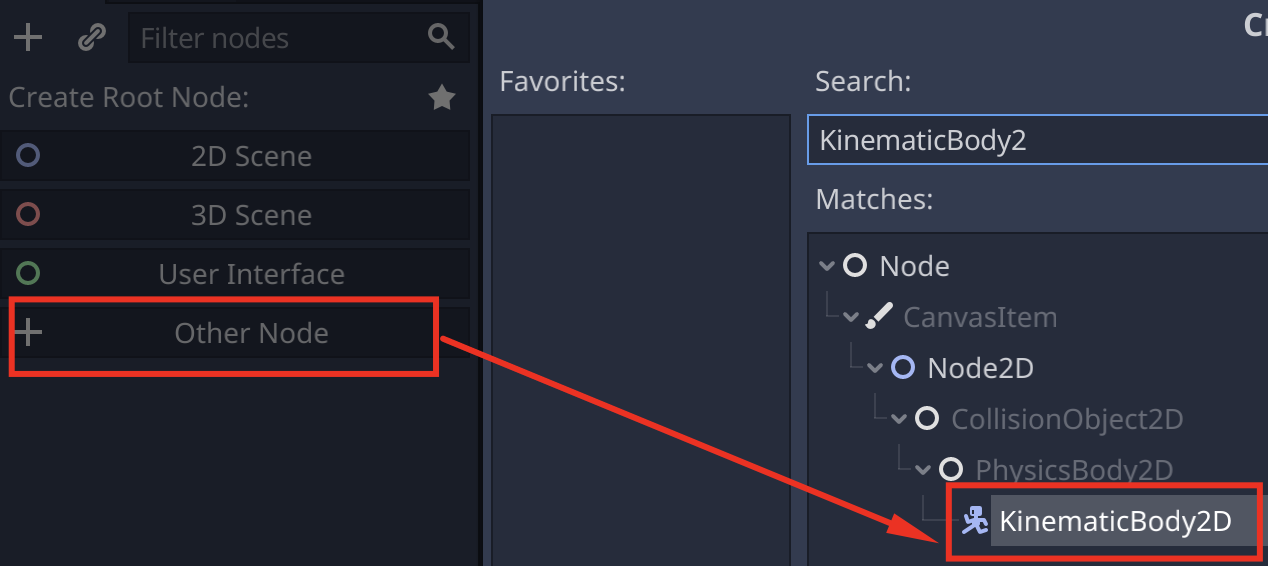 Filter nodes
Create Root Node:
2D Scene
3D Scene
User Interface
Other Node
Favorites:
Search:
KinematicBody2
Matches:
Node
CanvasItem
Node2D
CollisionObject2D
PhysicsBody2D
KinematicBody2D